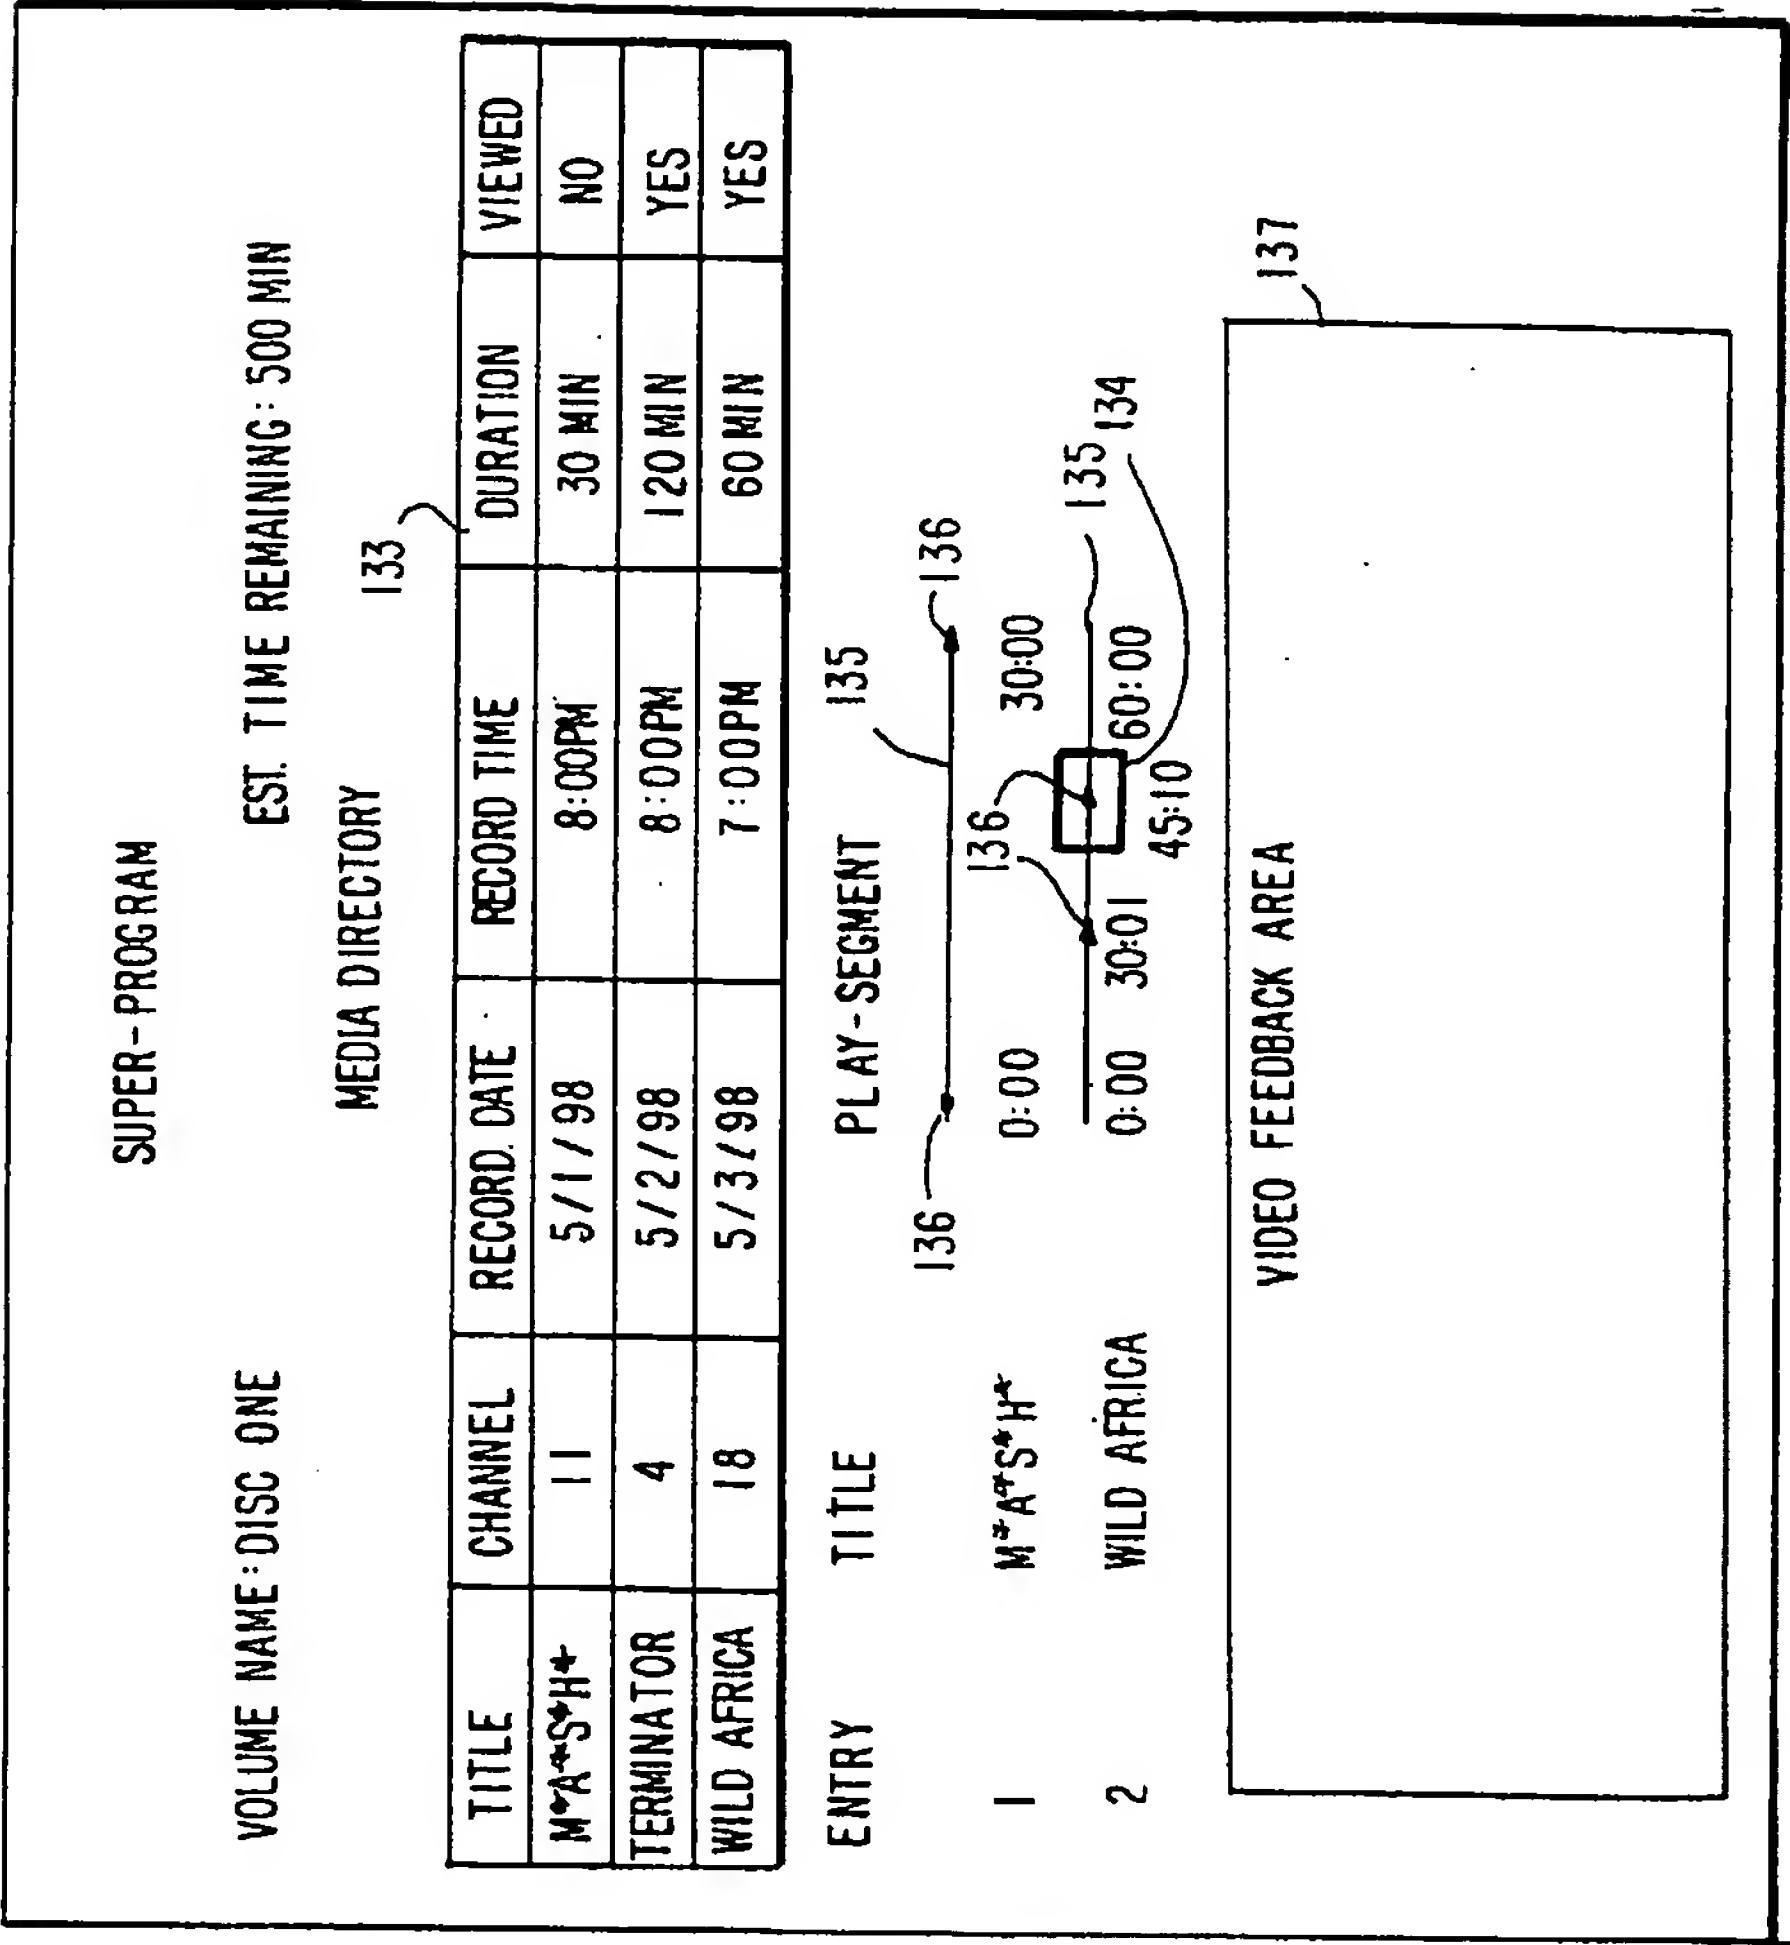 SUPER-PROGRAM
VOLUME NAME: DISC ONE EST. TIME REMAINING: 500 MIN
MEDIA DIRECTORY
133
TITLE CHANNEL RECORD DATE RECORD TIME DURATION VIEWED
M*A*S*H* 11 5/1/98 8:00PM 30 MIN NO
TERMINATOR 4 5/2/98 8:00PM 120 MIN YES
WILD AFRICA 18 5/3/98 7:00PM 60 MIN YES
ENTRY TITLE PLAY-SEGMENT 135
136 136
1 M*A*S*H* 0:00 136 30:00
135
2 WILD AFRICA 0:00 30:01 60:00 134
45:10
VIDEO FEEDBACK AREA 137